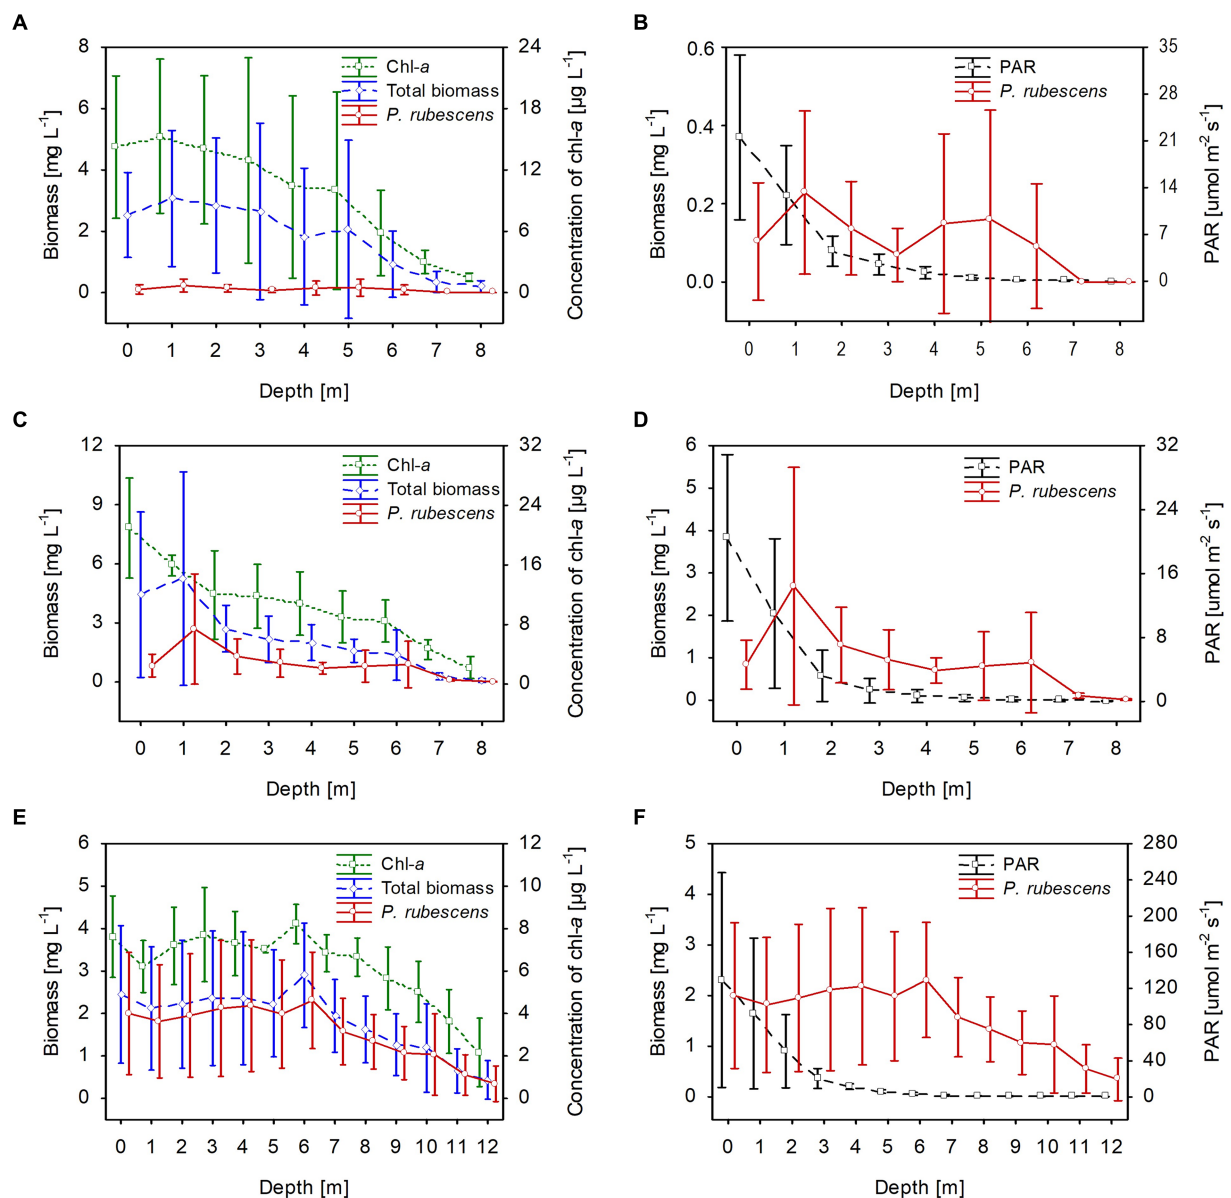 A
Biomass [mg L⁻¹]
8
6
4
2
0
24
18
12
6
0
Concentration of chl-a [µg L⁻¹]
Chl-a
Total biomass
P. rubescens
0 1 2 3 4 5 6 7 8
Depth [m]
B
Biomass [mg L⁻¹]
0.6
0.4
0.2
0.0
35
28
21
14
7
0
PAR [umol m⁻² s⁻¹]
PAR
P. rubescens
0 1 2 3 4 5 6 7 8
Depth [m]
C
Biomass [mg L⁻¹]
12
9
6
3
0
32
24
16
8
0
Concentration of chl-a [µg L⁻¹]
Chl-a
Total biomass
P. rubescens
0 1 2 3 4 5 6 7 8
Depth [m]
D
Biomass [mg L⁻¹]
6
5
4
3
2
1
0
32
24
16
8
0
PAR [umol m⁻² s⁻¹]
PAR
P. rubescens
0 1 2 3 4 5 6 7 8
Depth [m]
E
Biomass [mg L⁻¹]
6
5
4
3
2
1
0
12
10
8
6
4
2
0
Concentration of chl-a [µg L⁻¹]
Chl-a
Total biomass
P. rubescens
0 1 2 3 4 5 6 7 8 9 10 11 12
Depth [m]
F
Biomass [mg L⁻¹]
5
4
3
2
1
0
280
240
200
160
120
80
40
0
PAR [umol m⁻² s⁻¹]
PAR
P. rubescens
0 1 2 3 4 5 6 7 8 9 10 11 12
Depth [m]